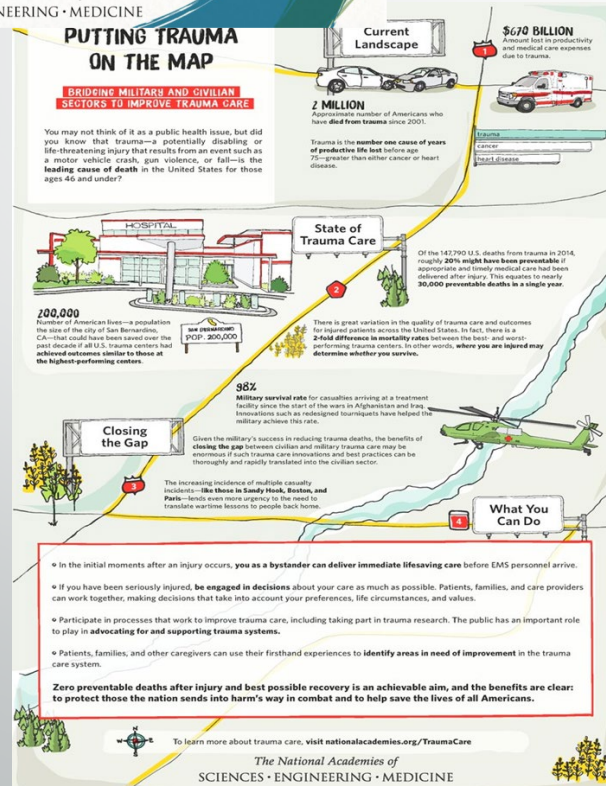 NEERING • MEDICINE
PUTTING TRAUMA
ON THE MAP
BRIDGING MILITARY AND CIVILIAN
SECTORS TO IMPROVE TRAUMA CARE
You may not think of it as a public health issue, but did
you know that trauma—a potentially disabling or
life-threatening injury that results from an event such as
a motor vehicle crash, gun violence, or fall—is the
leading cause of death in the United States for those
ages 46 and under?
Current
Landscape
1
$670 BILLION
Amount lost in productivity
and medical care expenses
due to trauma.
2 MILLION
Approximate number of Americans who
have died from trauma since 2001.
Trauma is the number one cause of years
of productive life lost before age
75—greater than either cancer or heart
disease.
trauma
cancer
heart disease
HOSPITAL
State of
Trauma Care
2
Of the 147,790 U.S. deaths from trauma in 2014,
roughly 20% might have been preventable if
appropriate and timely medical care had been
delivered after injury. This equates to nearly
30,000 preventable deaths in a single year.
200,000
Number of American lives—a population
the size of the city of San Bernardino,
CA—that could have been saved over the
past decade if all U.S. trauma centers had
achieved outcomes similar to those at
the highest-performing centers.
SAN BERNARDINO
POP. 200,000
There is great variation in the quality of trauma care and outcomes
for injured patients across the United States. In fact, there is a
2-fold difference in mortality rates between the best- and worst-
performing trauma centers. In other words, where you are injured may
determine whether you survive.
98%
Military survival rate for casualties arriving at a treatment
facility since the start of the wars in Afghanistan and Iraq.
Innovations such as redesigned tourniquets have helped the
military achieve this rate.
Closing
the Gap
3
Given the military's success in reducing trauma deaths, the benefits of
closing the gap between civilian and military trauma care may be
enormous if such trauma care innovations and best practices can be
thoroughly and rapidly translated into the civilian sector.
The increasing incidence of multiple casualty
incidents—like those in Sandy Hook, Boston, and
Paris—lends even more urgency to the need to
translate wartime lessons to people back home.
4
What You
Can Do
• In the initial moments after an injury occurs, you as a bystander can deliver immediate lifesaving care before EMS personnel arrive.
• If you have been seriously injured, be engaged in decisions about your care as much as possible. Patients, families, and care providers
can work together, making decisions that take into account your preferences, life circumstances, and values.
• Participate in processes that work to improve trauma care, including taking part in trauma research. The public has an important role
to play in advocating for and supporting trauma systems.
• Patients, families, and other caregivers can use their firsthand experiences to identify areas in need of improvement in the trauma
care system.
Zero preventable deaths after injury and best possible recovery is an achievable aim, and the benefits are clear:
to protect those the nation sends into harm's way in combat and to help save the lives of all Americans.
To learn more about trauma care, visit nationalacademies.org/TraumaCare
The National Academies of
SCIENCES • ENGINEERING • MEDICINE